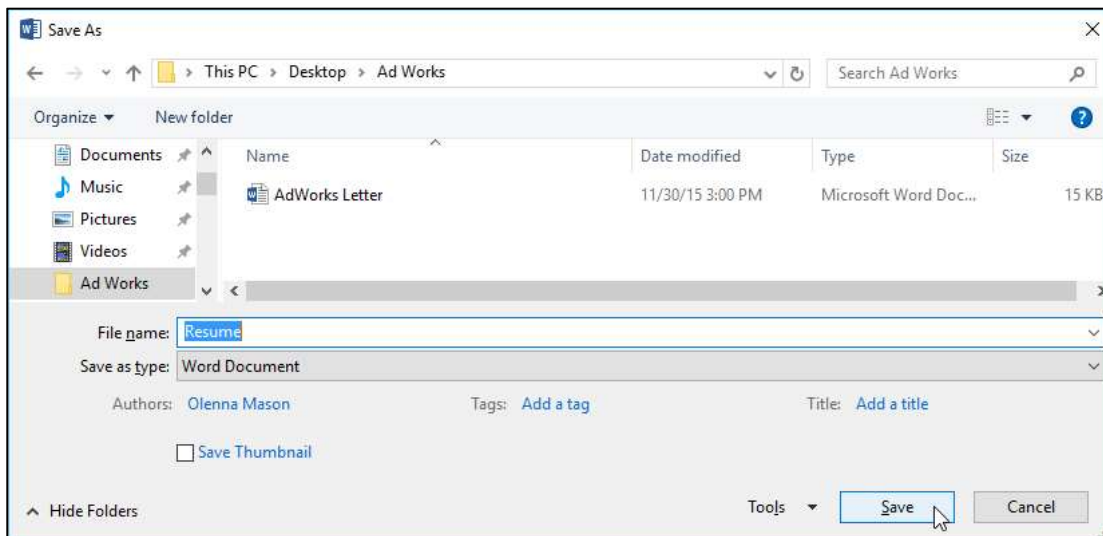 Save As
This PC > Desktop > Ad Works
Search Ad Works
Organize
New folder
Documents
Name
Date modified
Type
Size
Music
AdWorks Letter
11/30/15 3:00 PM
Microsoft Word Doc...
15 KB
Pictures
Videos
Ad Works
File name: Resume
Save as type: Word Document
Authors: Olenna Mason
Tags: Add a tag
Title: Add a title
Save Thumbnail
Hide Folders
Tools
Save
Cancel